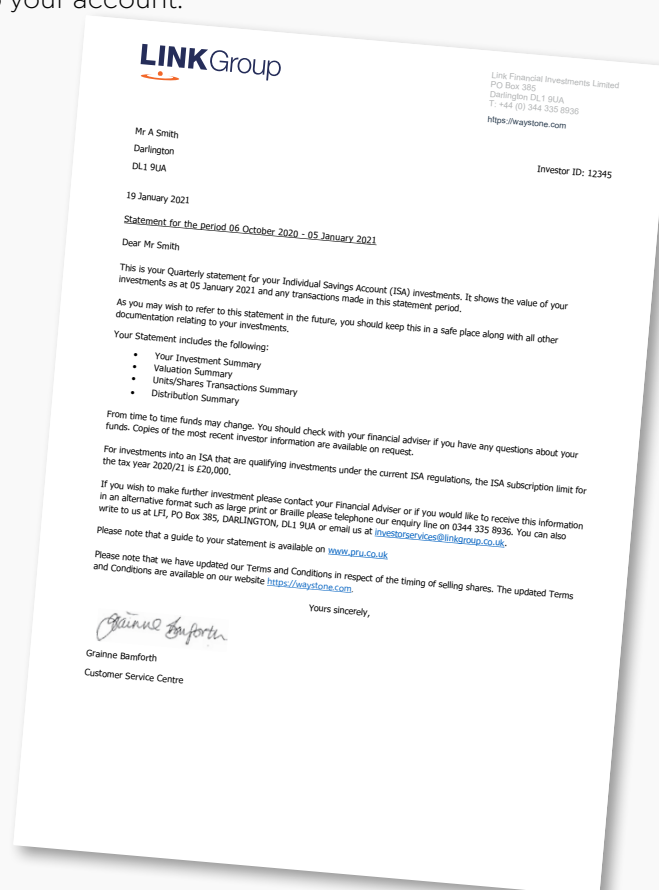 your account.
LINKGroup
Link Financial Investments Limited
PO Box 385
Darlington DL1 9UA
T: +44 (0) 344 335 8936
https://waystone.com
Mr A Smith
Darlington
DL1 9UA
Investor ID: 12345
19 January 2021
Statement for the period 06 October 2020 - 05 January 2021
Dear Mr Smith
This is your Quarterly statement for your Individual Savings Account (ISA) investments. It shows the value of your
investments as at 05 January 2021 and any transactions made in this statement period.
As you may wish to refer to this statement in the future, you should keep this in a safe place along with all other
documentation relating to your investments.
Your Statement includes the following:
• Your Investment Summary
• Valuation Summary
• Units/Shares Transactions Summary
• Distribution Summary
From time to time funds may change. You should check with your financial adviser if you have any questions about your
funds. Copies of the most recent investor information are available on request.
For investments into an ISA that are qualifying investments under the current ISA regulations, the ISA subscription limit for
the tax year 2020/21 is £20,000.
If you wish to make further investment please contact your Financial Adviser or if you would like to receive this information
in an alternative format such as large print or Braille please telephone our enquiry line on 0344 335 8936. You can also
write to us at LFI, PO Box 385, DARLINGTON, DL1 9UA or email us at investorservices@linkgroup.co.uk.
Please note that a guide to your statement is available on www.pru.co.uk
Please note that we have updated our Terms and Conditions in respect of the timing of selling shares. The updated Terms
and Conditions are available on our website https://waystone.com.
Yours sincerely,
Grainne Bamforth
Grainne Bamforth
Customer Service Centre